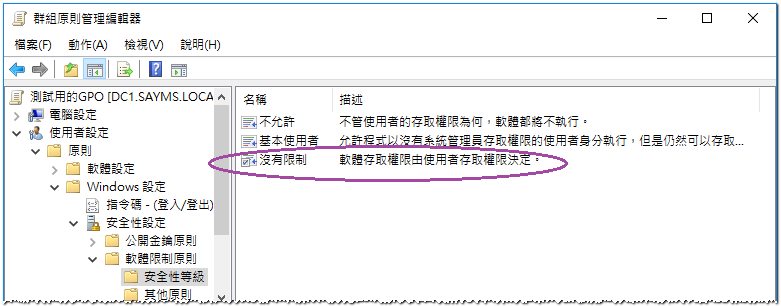 群組原則管理編輯器
檔案(F) 動作(A) 檢視(V) 說明(H)
測試用的GPO [DC1.SAYMS.LOCA
電腦設定
使用者設定
原則
軟體設定
Windows 設定
指令碼 - (登入/登出)
安全性設定
公開金鑰原則
軟體限制原則
安全性等級
其他原則
名稱 描述
不允許 不管使用者的存取權限為何，軟體都將不執行。
基本使用者 允許程式以沒有系統管理員存取權限的使用者身分執行，但是仍然可以存取...
沒有限制 軟體存取權限由使用者存取權限決定。